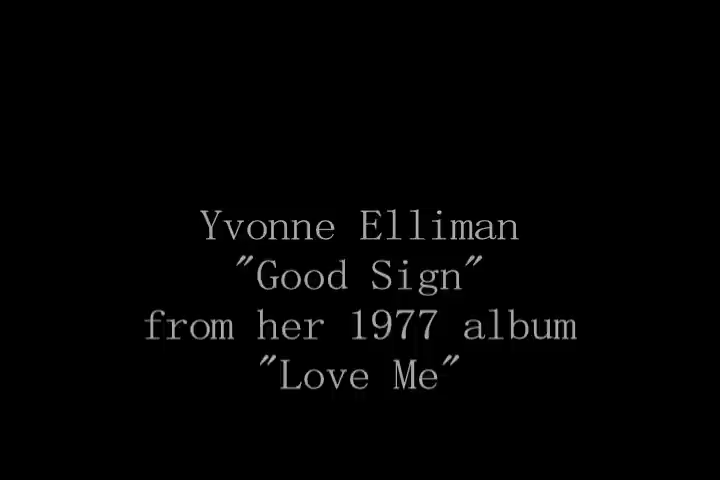 Yvonne Elliman
"Good Sign"
from her 1977 album
"Love Me"